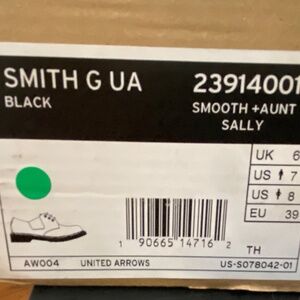 SMITH G UA 23914001
BLACK SMOOTH +AUNT
SALLY
UK 6
US 7
US 8
EU 39
1 90665 14716 2
TH
AW004 UNITED ARROWS US-S078042-01